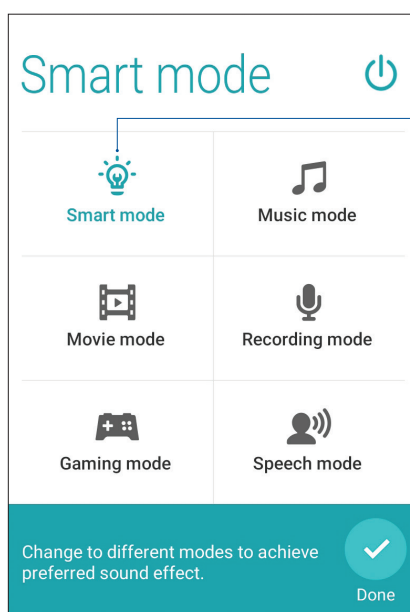 Smart mode
Smart mode
Music mode
Movie mode
Recording mode
Gaming mode
Speech mode
Change to different modes to achieve
preferred sound effect.
Done